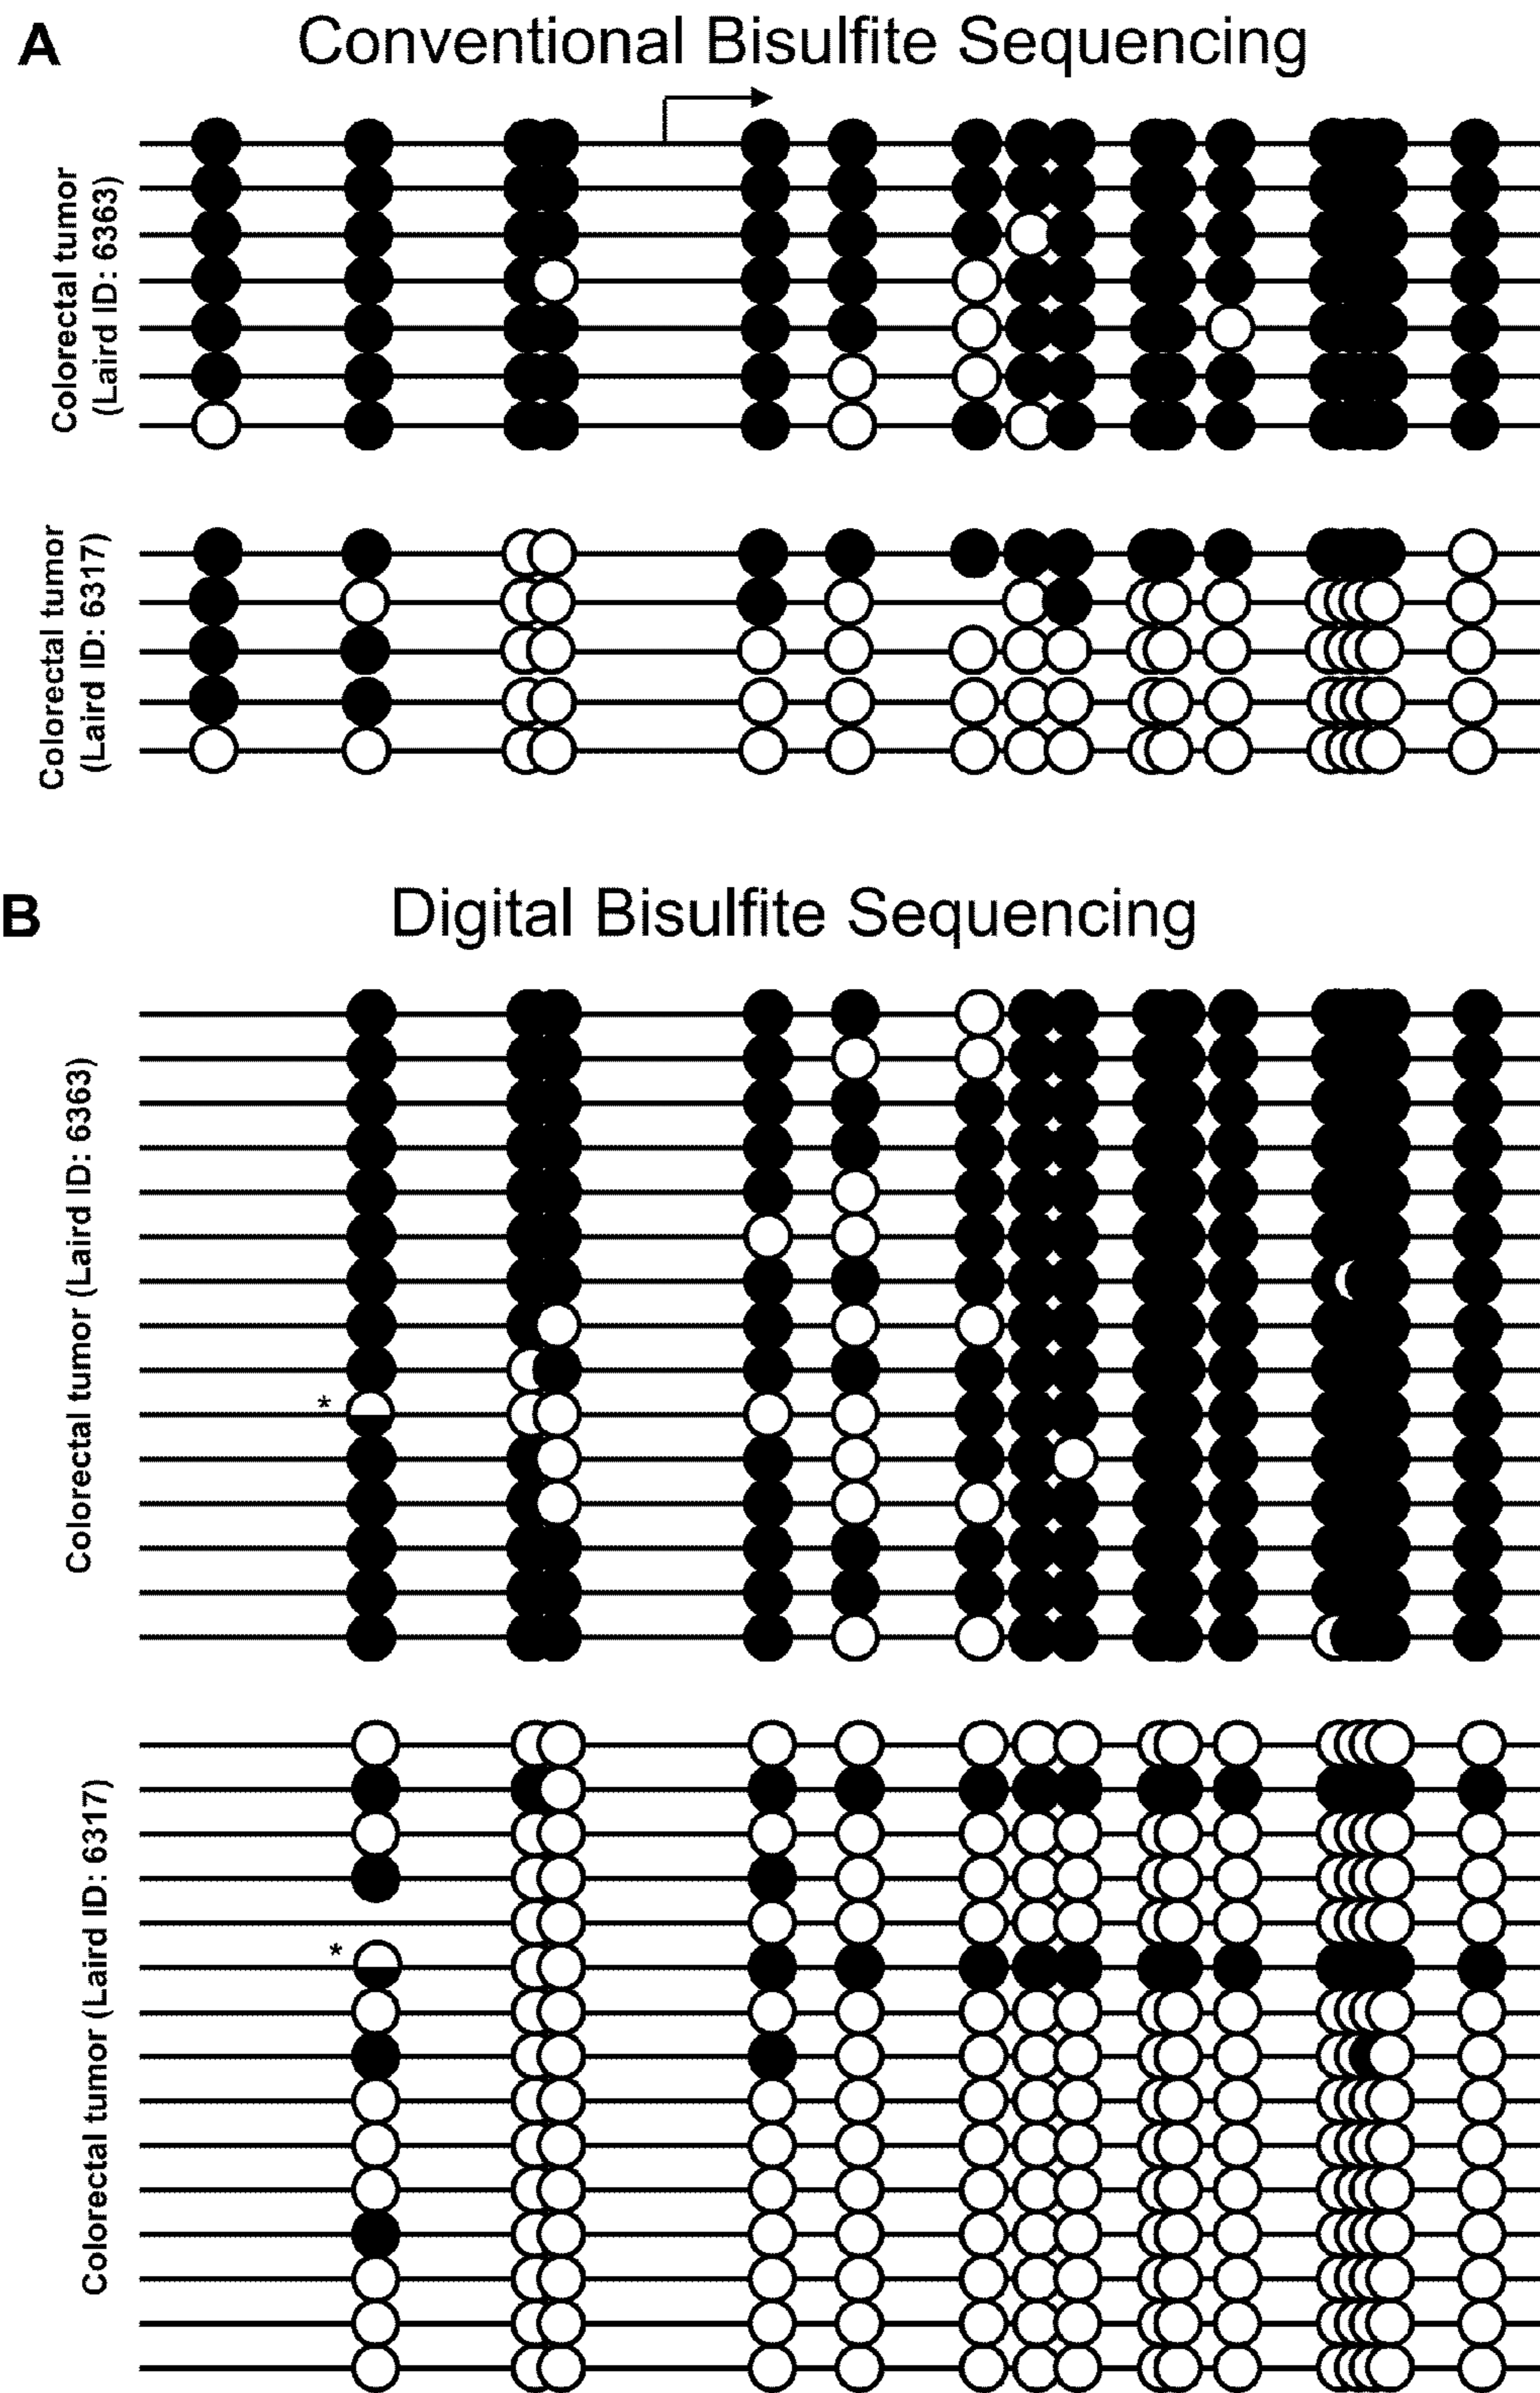 A
Conventional Bisulfite Sequencing
Colorectal tumor
(Laird ID: 6363)
Colorectal tumor
(Laird ID: 6317)
B
Digital Bisulfite Sequencing
Colorectal tumor (Laird ID: 6363)
*
Colorectal tumor (Laird ID: 6317)
*